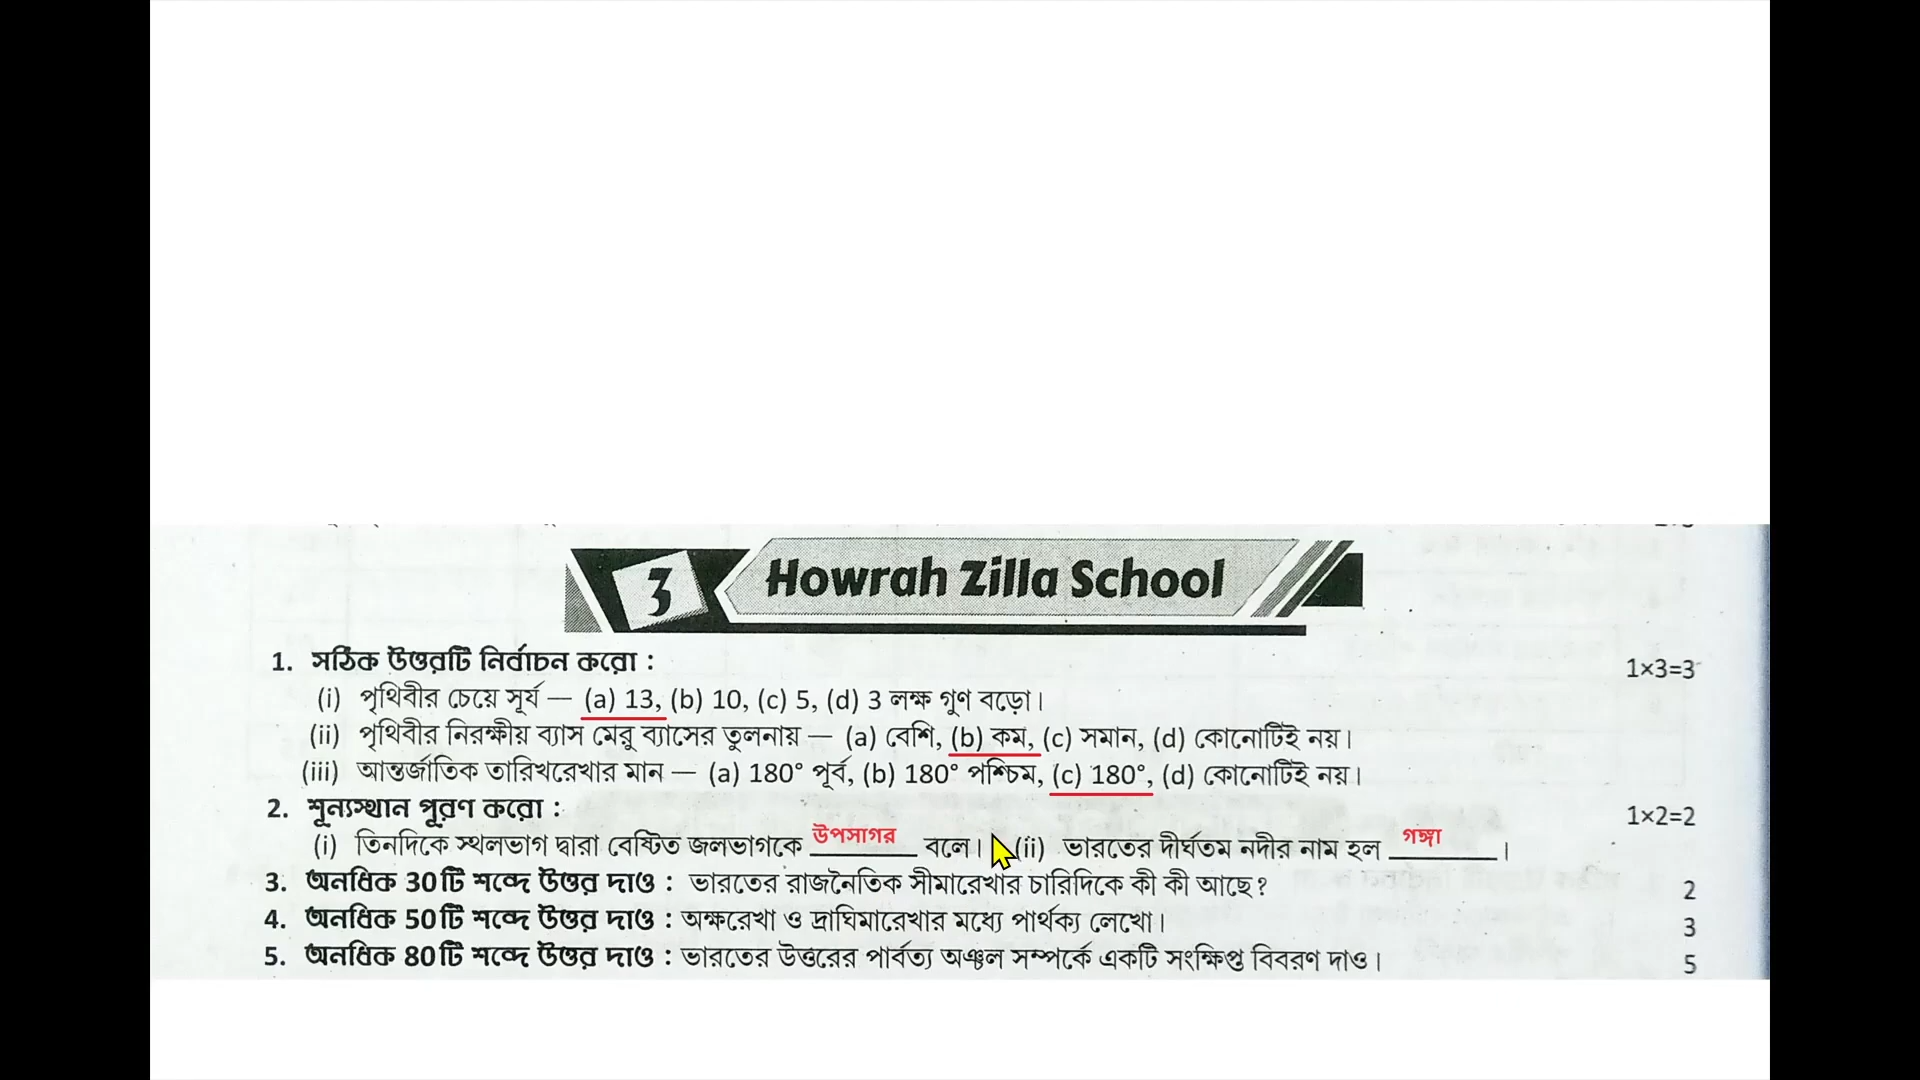 3 Howrah Zilla School
1. সঠিক উত্তরটি নির্বাচন করো : 1×3=3
(i) পৃথিবীর চেয়ে সূর্য — (a) 13, (b) 10, (c) 5, (d) 3 লক্ষ গুণ বড়ো।
(ii) পৃথিবীর নিরক্ষীয় ব্যাস মেরু ব্যাসের তুলনায় — (a) বেশি, (b) কম, (c) সমান, (d) কোনোটিই নয়।
(iii) আন্তর্জাতিক তারিখরেখার মান — (a) 180° পূর্ব, (b) 180° পশ্চিম, (c) 180°, (d) কোনোটিই নয়।
2. শূন্যস্থান পূরণ করো : 1×2=2
(i) তিনদিকে স্থলভাগ দ্বারা বেষ্টিত জলভাগকে উপসাগর বলে। (ii) ভারতের দীর্ঘতম নদীর নাম হল গঙ্গা ।
3. অনধিক 30টি শব্দে উত্তর দাও : ভারতের রাজনৈতিক সীমারেখার চারিদিকে কী কী আছে? 2
4. অনধিক 50টি শব্দে উত্তর দাও : অক্ষরেখা ও দ্রাঘিমারেখার মধ্যে পার্থক্য লেখো। 3
5. অনধিক 80টি শব্দে উত্তর দাও : ভারতের উত্তরের পার্বত্য অঞ্চল সম্পর্কে একটি সংক্ষিপ্ত বিবরণ দাও। 5